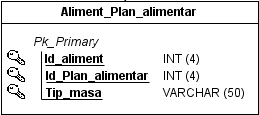 Aliment_Plan_alimentar
Pk_Primary
Id_aliment INT (4)
Id_Plan_alimentar INT (4)
Tip_masa VARCHAR (50)